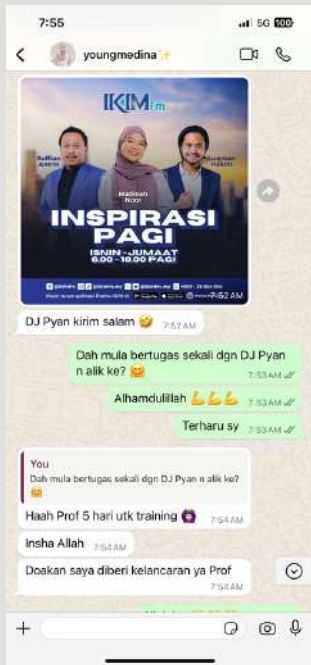 7:55
5G 100
youngmedina
IKIMfm
Madinah
Noor
INSPIRASI
PAGI
ISNIN - JUMAAT
6.00 - 10.00 PAGI
7:52 AM
DJ Pyan kirim salam 🤣 7:52 AM
Dah mula bertugas sekali dgn DJ Pyan
n alik ke? 🤗 7:53 AM
Alhamdulillah 💪💪💪 7:53 AM
Terharu sy 7:53 AM
You
Dah mula bertugas sekali dgn DJ Pyan n alik ke?
🤗
Haah Prof 5 hari utk training 🙆 7:54 AM
Insha Allah 7:54 AM
Doakan saya diberi kelancaran ya Prof
7:54 AM